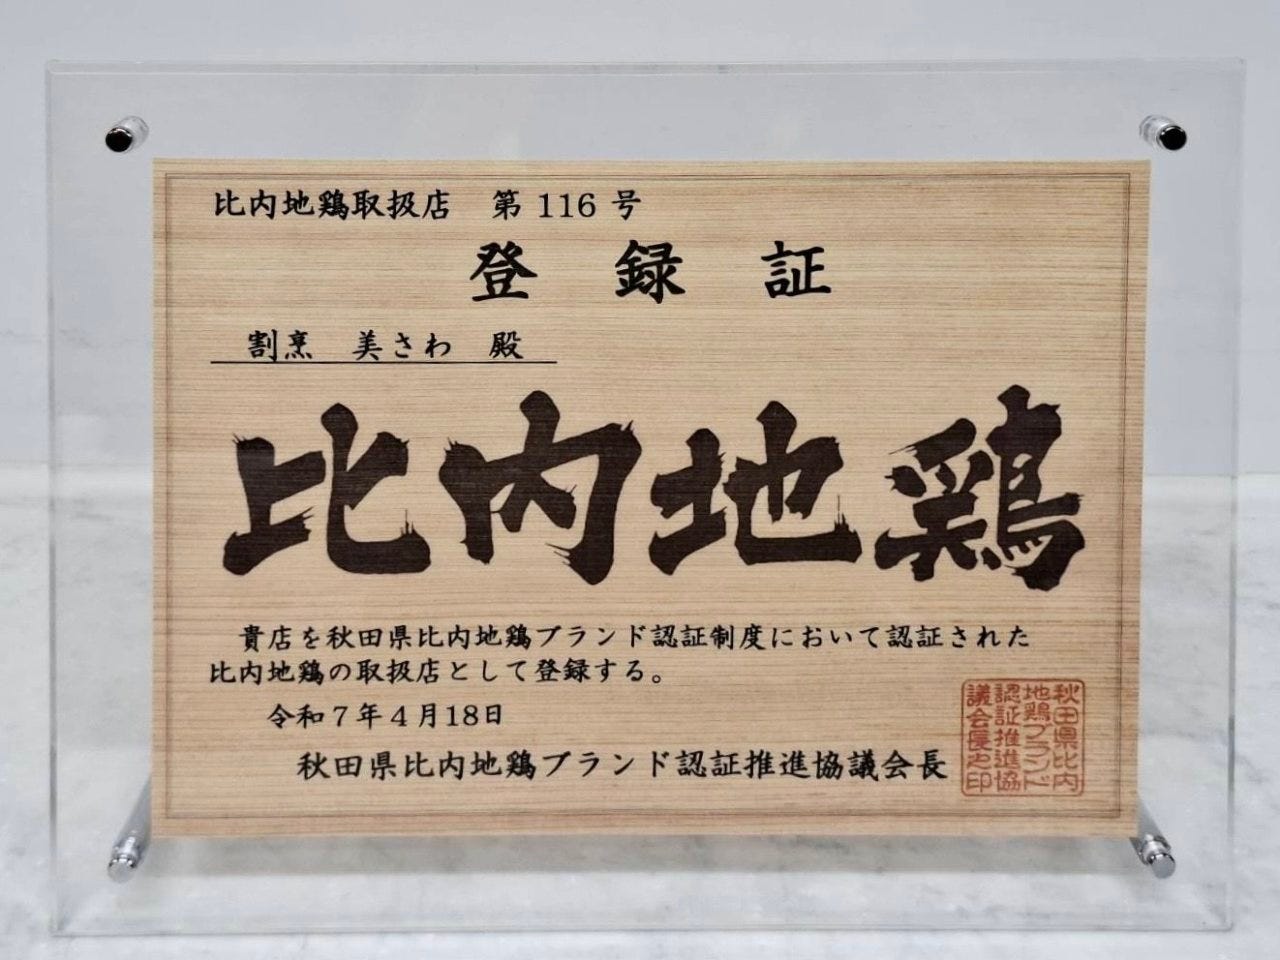 比内地鶏取扱店　第 116 号
登　録　証
割烹　美さわ　殿
比内地鶏
貴店を秋田県比内地鶏ブランド認証制度において認証された
比内地鶏の取扱店として登録する。
令和７年４月18日
秋田県比内地鶏ブランド認証推進協議会長
秋田県比内
地鶏ブランド
認証推進協
議会長之印